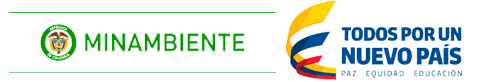 MINAMBIENTE
TODOS POR UN
NUEVO PAÍS
PAZ EQUIDAD EDUCACIÓN